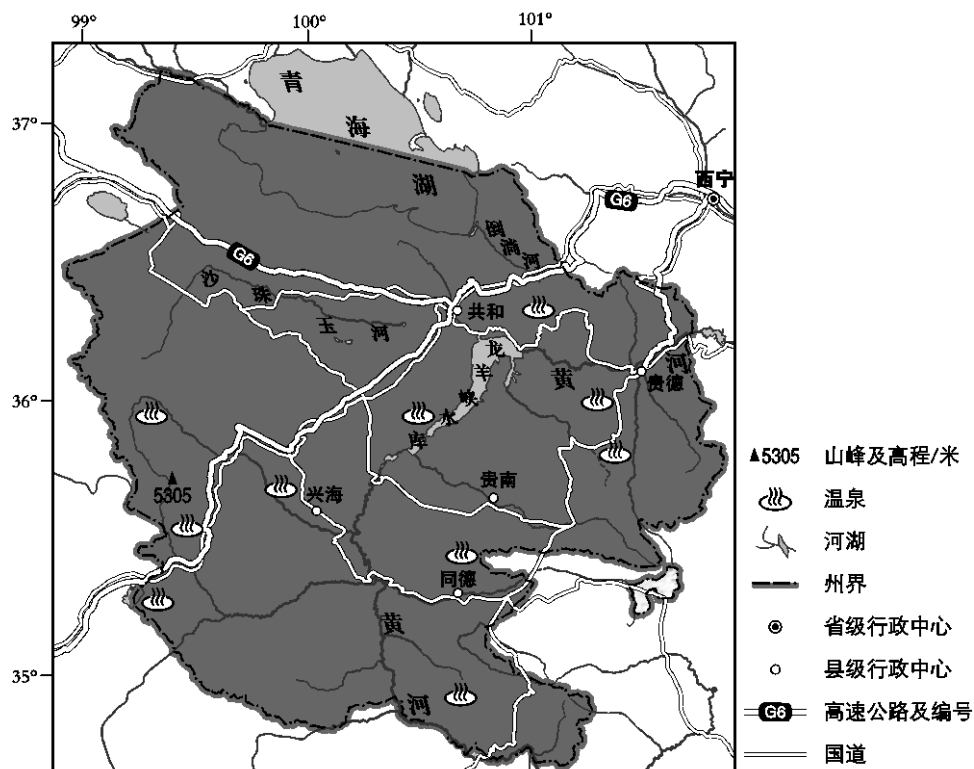 99°
100°
101°
37°
36°
35°
青海湖
西宁
G6
倒淌河
G6
沙珠玉河
共和
龙羊峡水库
黄河
贵德
5305
兴海
贵南
同德
黄河
▲5305 山峰及高程/米
温泉
河湖
州界
省级行政中心
县级行政中心
G6 高速公路及编号
国道